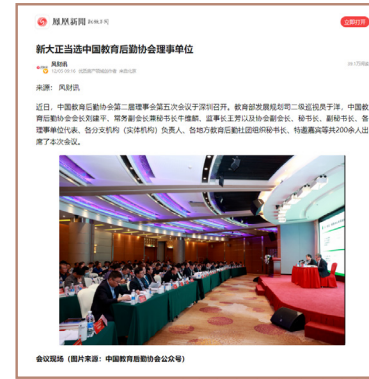 凤凰新闻
立即打开
新大正当选中国教育后勤协会理事单位
风财讯
来源： 风财讯
近日，中国教育后勤协会第二届理事会第五次会议于深圳召开。教育部发展规划司二级巡视员于洋，中国教
育后勤协会会长刘建平、常务副会长兼秘书长牛维麟、监事长王芳以及协会副会长、秘书长、副秘书长、各
理事单位代表、各分支机构（实体机构）负责人、各地方教育后勤社团组织秘书长、特邀嘉宾等共200余人出
席了本次会议。
会议现场（图片来源：中国教育后勤协会公众号）